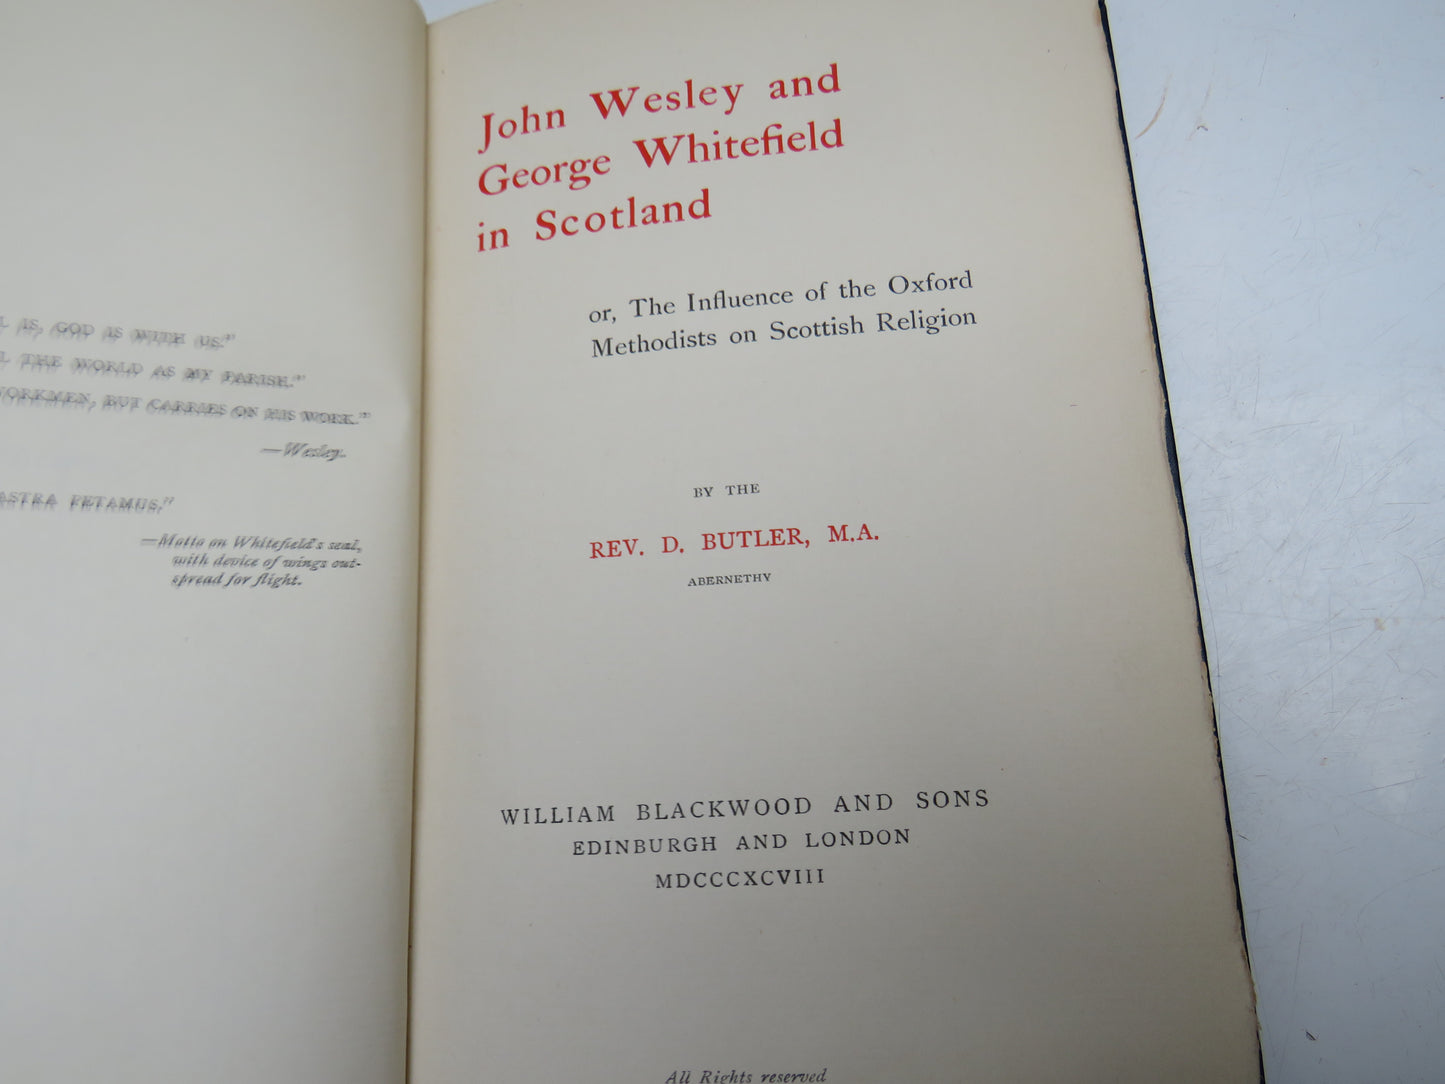 IS, GOD IS WITH US."
THE WORLD AS MY PARISH."
WORKMEN, BUT CARRIES ON HIS WORK."
—Wesley.
ASTRA PETAMUS,"
—Motto on Whitefield's seal,
with device of wings out-
spread for flight.
John Wesley and
George Whitefield
in Scotland
or, The Influence of the Oxford
Methodists on Scottish Religion
BY THE
REV. D. BUTLER, M.A.
ABERNETHY
WILLIAM BLACKWOOD AND SONS
EDINBURGH AND LONDON
MDCCCXCVIII
All Rights reserved